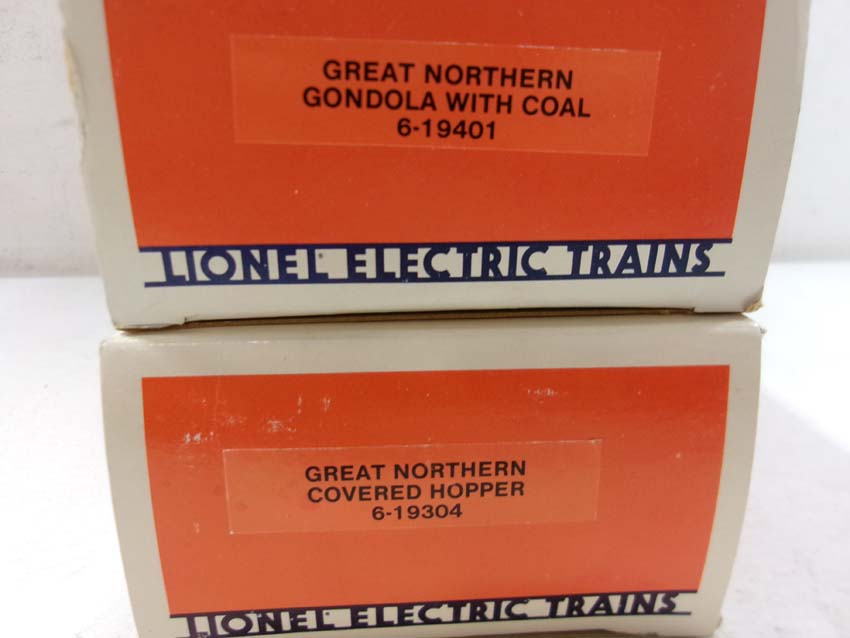 GREAT NORTHERN
GONDOLA WITH COAL
6-19401
LIONEL ELECTRIC TRAINS
GREAT NORTHERN
COVERED HOPPER
6-19304
LIONEL ELECTRIC TRAINS